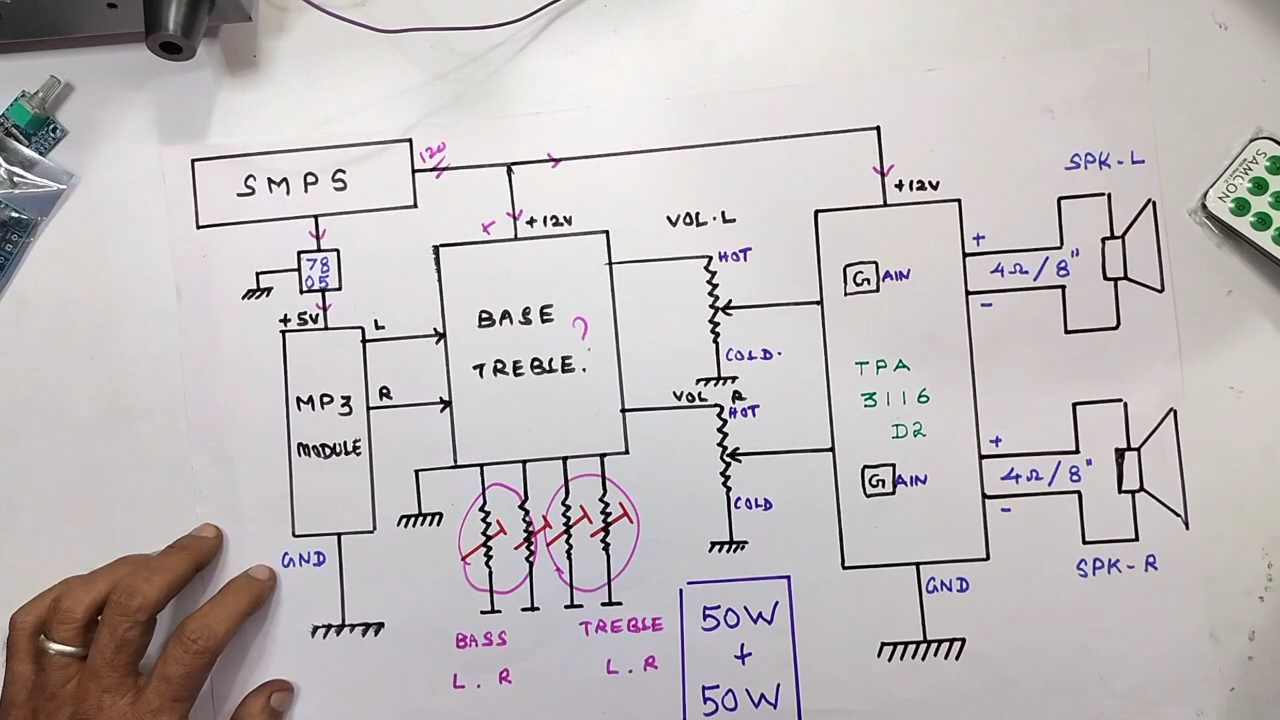 SMPS
12V
+12V
+12V
78
05
+5V
L
R
MP3
MODULE
GND
BASE
TREBLE.
?
VOL.L
HOT
COLD.
VOL R
HOT
COLD
GAIN
TPA
3116
D2
GAIN
GND
+
4Ω/8"
-
SPK-L
+
4Ω/8"
-
SPK-R
BASS
L.R
TREBLE
L.R
50W
+
50W
SAMCON